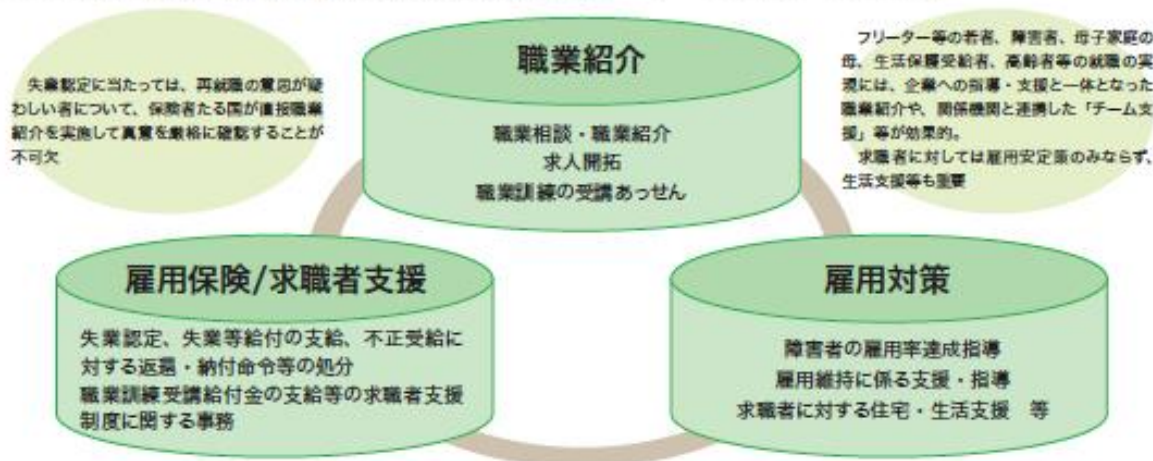 職業紹介
職業相談・職業紹介
求人開拓
職業訓練の受講あっせん
失業認定に当たっては、再就職の意図が疑
わしい者について、保険者たる国が直接職業
紹介を実施して真意を厳格に確認することが
不可欠
フリーター等の若者、障害者、母子家庭の
母、生活保護受給者、高齢者等の就職の実
現には、企業への指導・支援と一体となった
職業紹介や、関係機関と連携した「チーム支
援」等が効果的。
求職者に対しては雇用安定策のみならず、
生活支援等も重要
雇用保険/求職者支援
失業認定、失業等給付の支給、不正受給に
対する返還・納付命令等の処分
職業訓練受講給付金の支給等の求職者支援
制度に関する事務
雇用対策
障害者の雇用率達成指導
雇用維持に係る支援・指導
求職者に対する住宅・生活支援　等